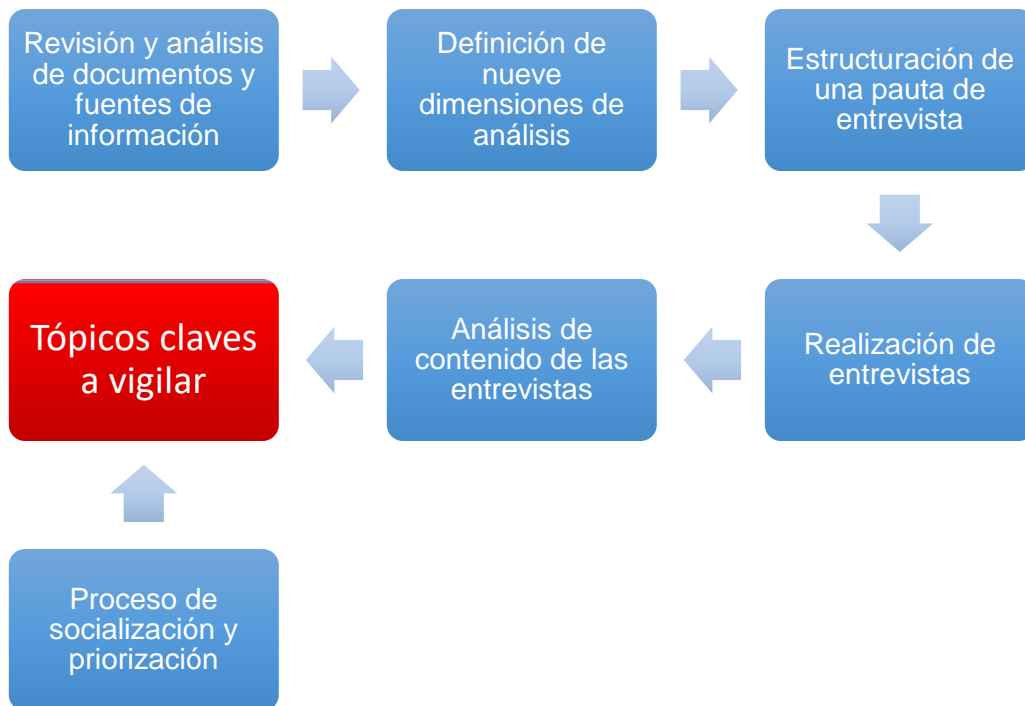 Revisión y análisis
de documentos y
fuentes de
información
Definición de
nueve
dimensiones de
análisis
Estructuración de
una pauta de
entrevista
Realización de
entrevistas
Análisis de
contenido de las
entrevistas
Tópicos claves
a vigilar
Proceso de
socialización y
priorización